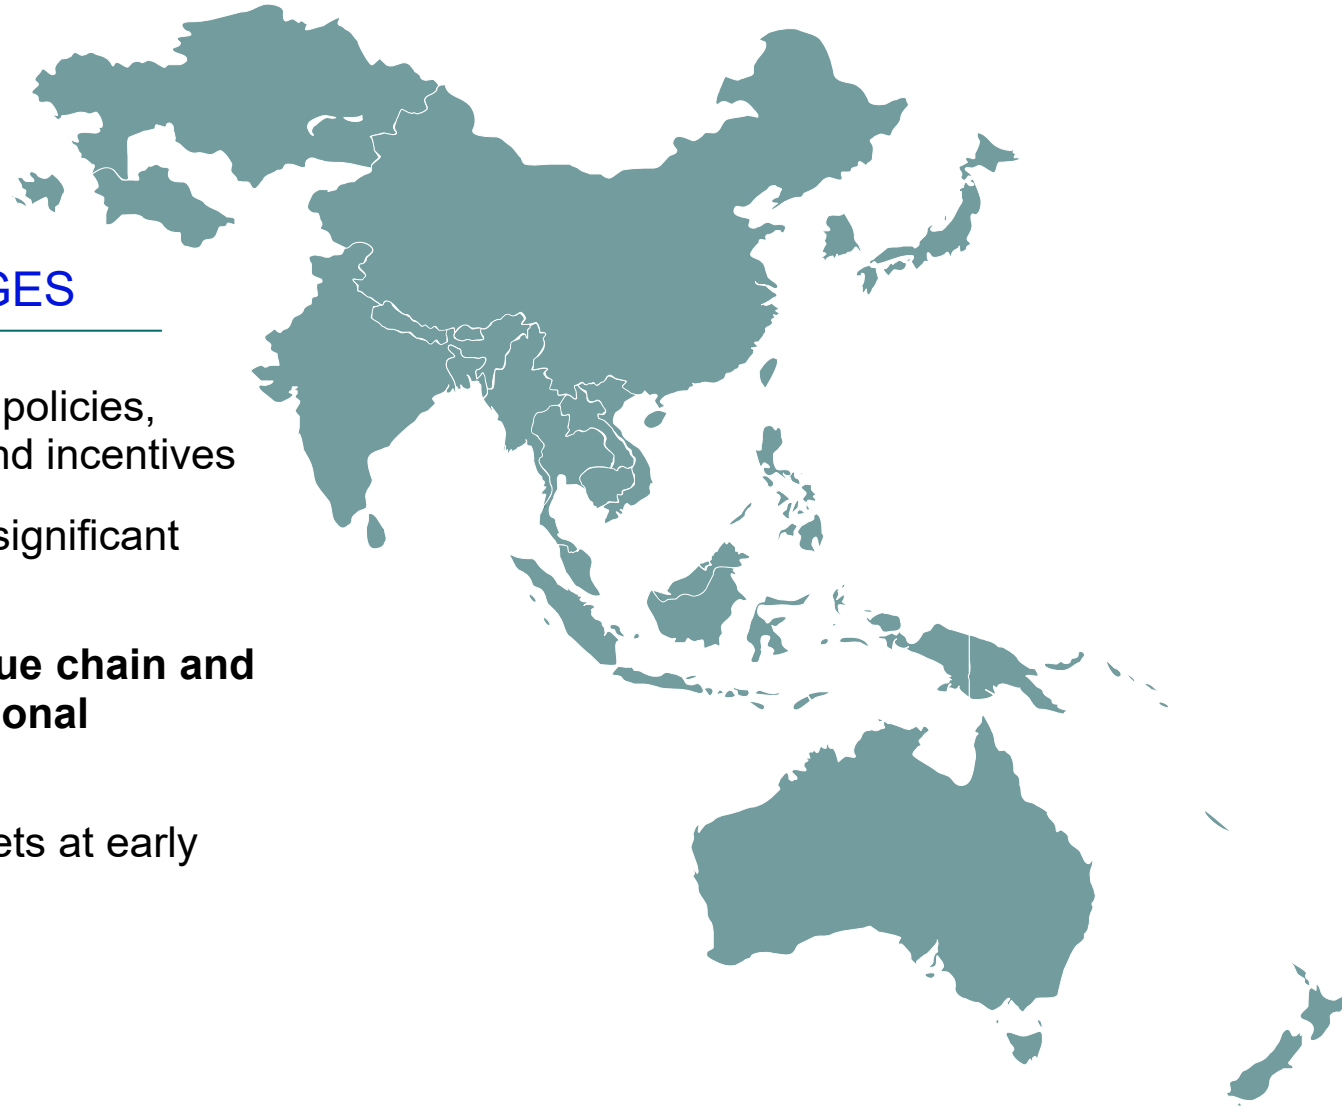 GES
policies,
nd incentives
significant
ue chain and
onal
ets at early